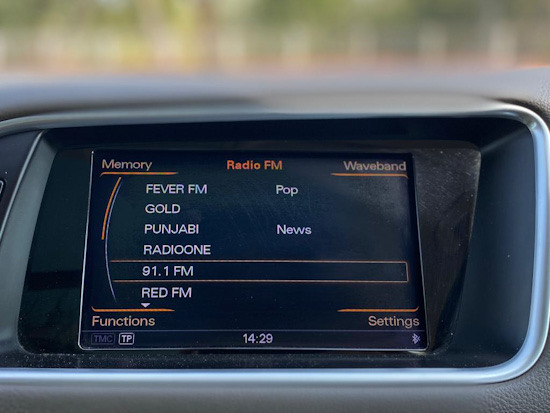 Memory Radio FM Waveband
FEVER FM Pop
GOLD
PUNJABI News
RADIOONE
91.1 FM
RED FM
Functions Settings
TMC TP 14:29